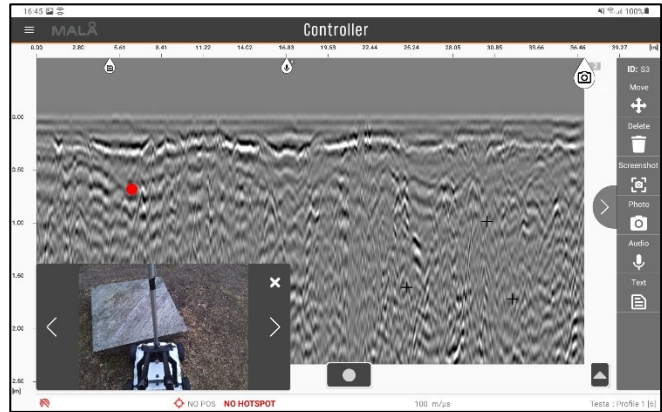 16:45 100%
MALÅ Controller
0.00 2.80 5.61 8.41 11.22 14.02 16.83 19.63 22.44 25.24 28.05 30.85 33.66 36.46 39.27 [m]
ID: S3
Move
0.00
Delete
0.50
Screenshot
1.00
Photo
Audio
1.50
Text
2.00
2.50
[m]
NO POS NO HOTSPOT 100 m/µs Testa : Profile 1 [6]